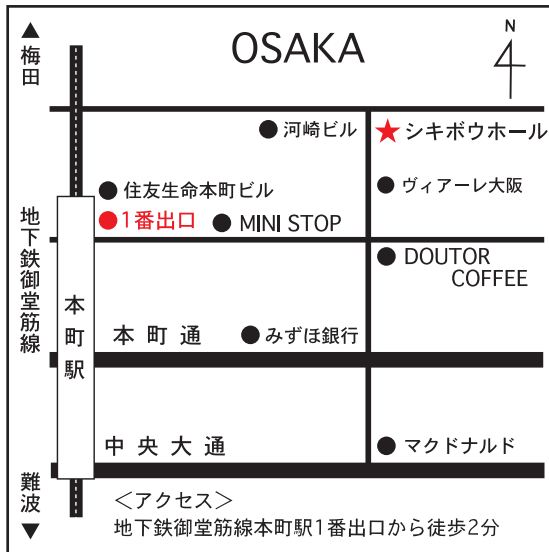 OSAKA
N
▲梅田
河崎ビル
★シキボウホール
住友生命本町ビル
ヴィアーレ大阪
1番出口
MINI STOP
地下鉄御堂筋線
DOUTOR
COFFEE
本町駅
みずほ銀行
本町通
中央大通
マクドナルド
難波▼
＜アクセス＞
地下鉄御堂筋線本町駅1番出口から徒歩2分